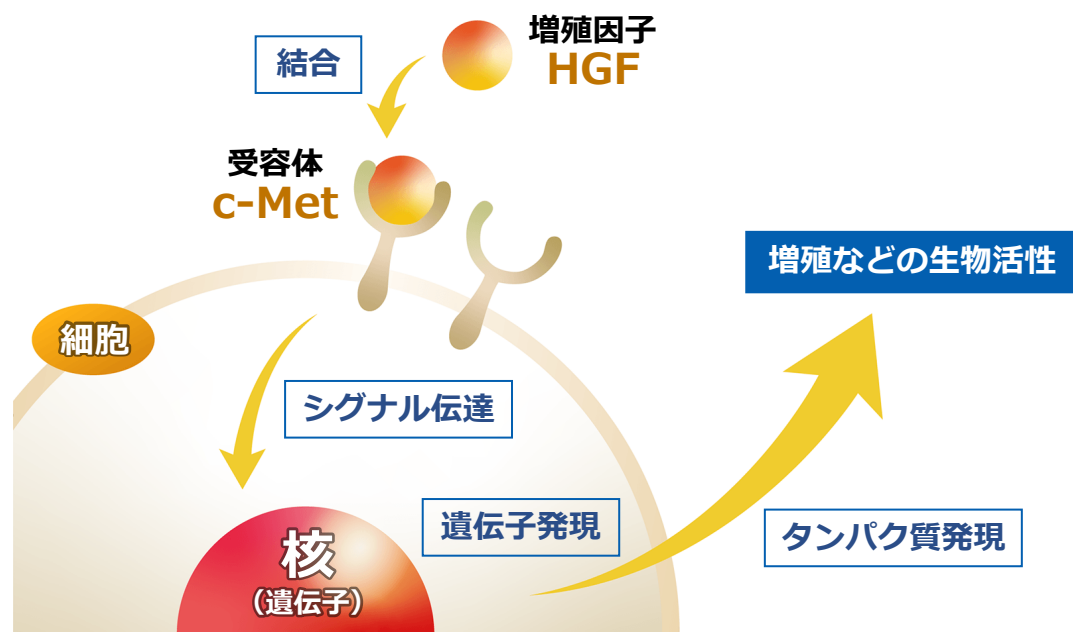 結合
増殖因子
HGF
受容体
c-Met
増殖などの生物活性
細胞
シグナル伝達
遺伝子発現
タンパク質発現
核
（遺伝子）